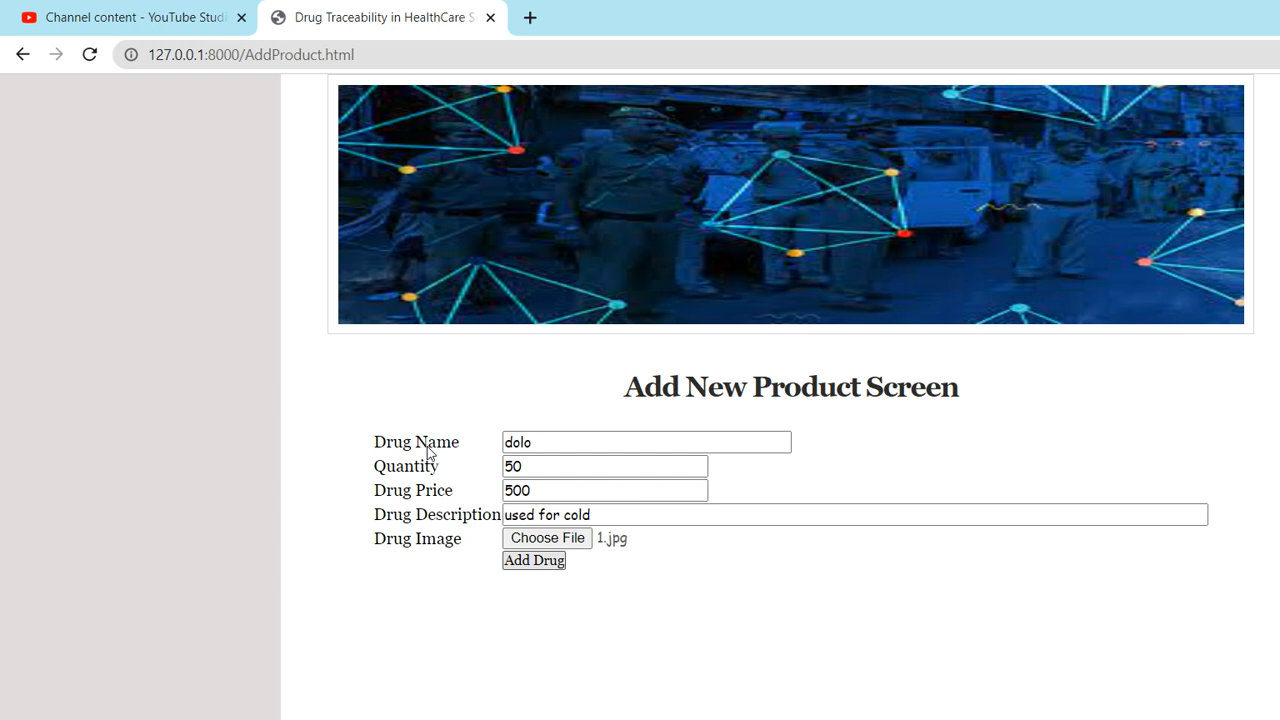 Channel content - YouTube Studi
Drug Traceability in HealthCare S
127.0.0.1:8000/AddProduct.html
Add New Product Screen
Drug Name dolo
Quantity 50
Drug Price 500
Drug Description used for cold
Drug Image Choose File 1.jpg
Add Drug